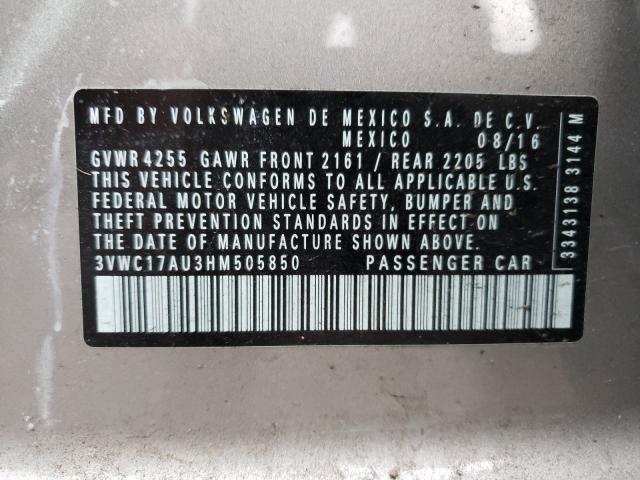 MFD BY VOLKSWAGEN DE MEXICO S.A. DE C.V.
MEXICO 08/16
GVWR 4255 GAWR FRONT 2161 / REAR 2205 LBS
THIS VEHICLE CONFORMS TO ALL APPLICABLE U.S.
FEDERAL MOTOR VEHICLE SAFETY, BUMPER AND
THEFT PREVENTION STANDARDS IN EFFECT ON
THE DATE OF MANUFACTURE SHOWN ABOVE.
3VWC17AU3HM505850 PASSENGER CAR
3343138 3144 M